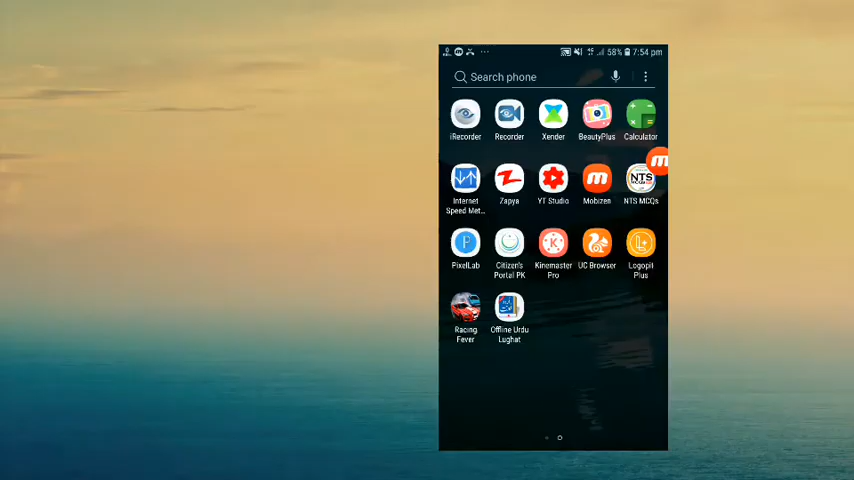 58% 7:54 pm
Search phone
iRecorder Recorder Xender BeautyPlus Calculator
Internet Speed Met... Zapya YT Studio Mobizen NTS MCQs
PixelLab Citizen's Portal PK Kinemaster Pro UC Browser Logopit Plus
Racing Fever Offline Urdu Lughat